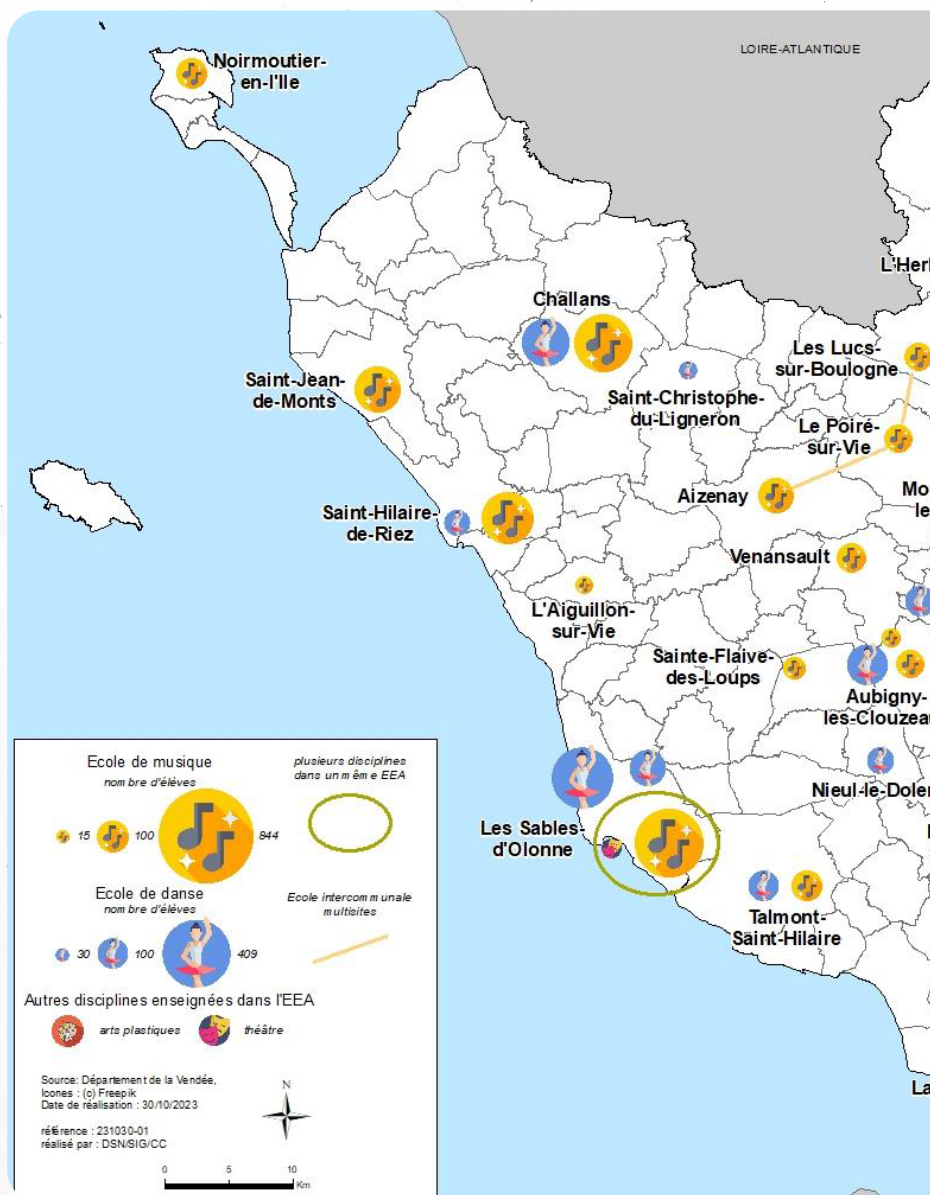 LOIRE-ATLANTIQUE
Noirmoutier-
en-l'Ile
L'Her
Challans
Les Lucs-
sur-Boulogne
Saint-Jean-
de-Monts
Saint-Christophe-
du-Ligneron
Le Poiré-
sur-Vie
Aizenay
Mo
le
Saint-Hilaire-
de-Riez
Venansault
L'Aiguillon-
sur-Vie
Sainte-Flaive-
des-Loups
Aubigny-
les-Clouzeau
Nieul-le-Dolen
Les Sables-
d'Olonne
Talmont-
Saint-Hilaire
La
Ecole de musique
nombre d'élèves
15 100 844
plusieurs disciplines
dans un même EEA
Ecole de danse
nombre d'élèves
30 100 409
Ecole intercommunale
multisites
Autres disciplines enseignées dans l'EEA
arts plastiques théâtre
Source: Département de la Vendée,
Icones : (c) Freepik
Date de réalisation : 30/10/2023
référence : 231030-01
réalisé par : DSN/SIG/CC
N
0 5 10
Km